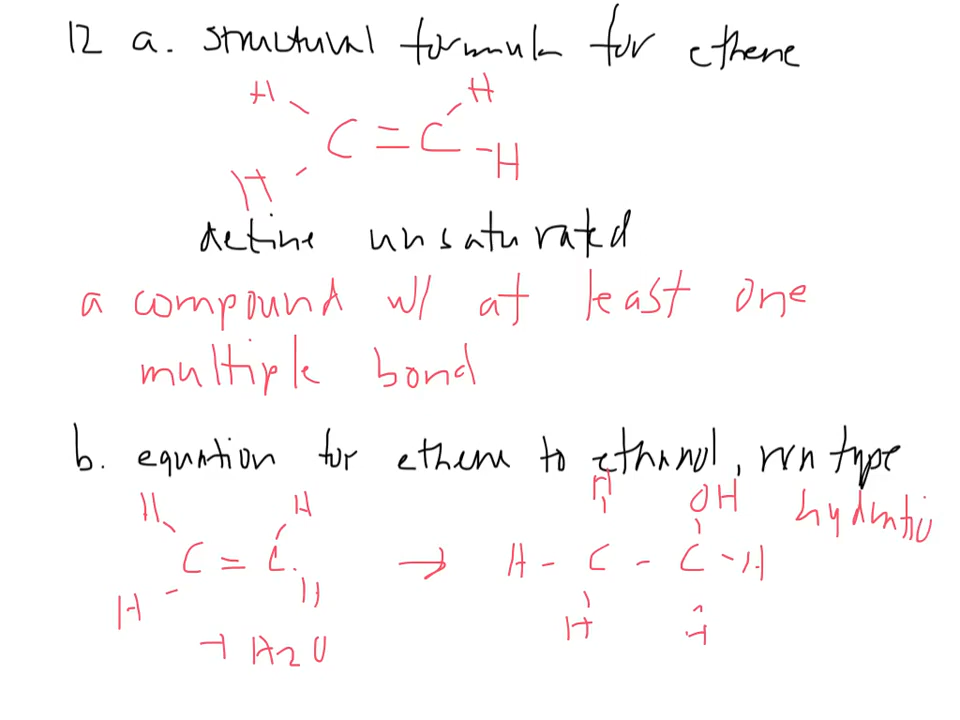 12 a. structural formula for ethene
H H
C = C - H
H
define unsaturated
a compound w/ at least one
multiple bond
b. equation for ethene to ethanol, rxn type
H H H OH hydratio
C = C → H - C - C - H
H H H H
+ H2O